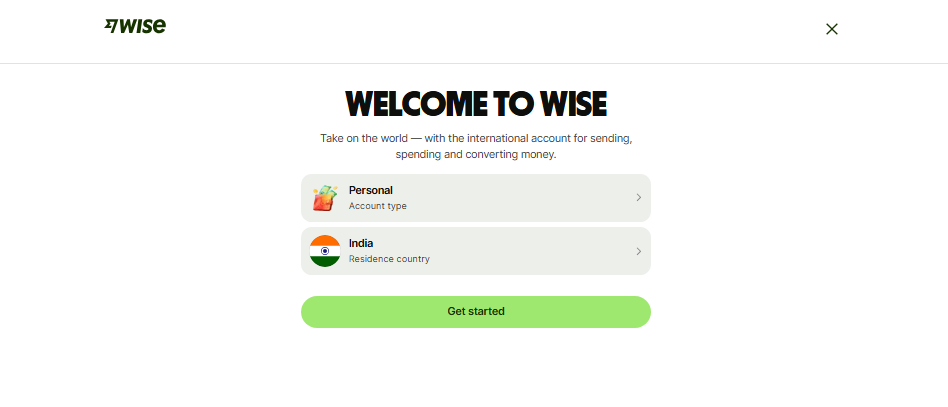 wise
WELCOME TO WISE
Take on the world — with the international account for sending,
spending and converting money.
Personal
Account type
India
Residence country
Get started